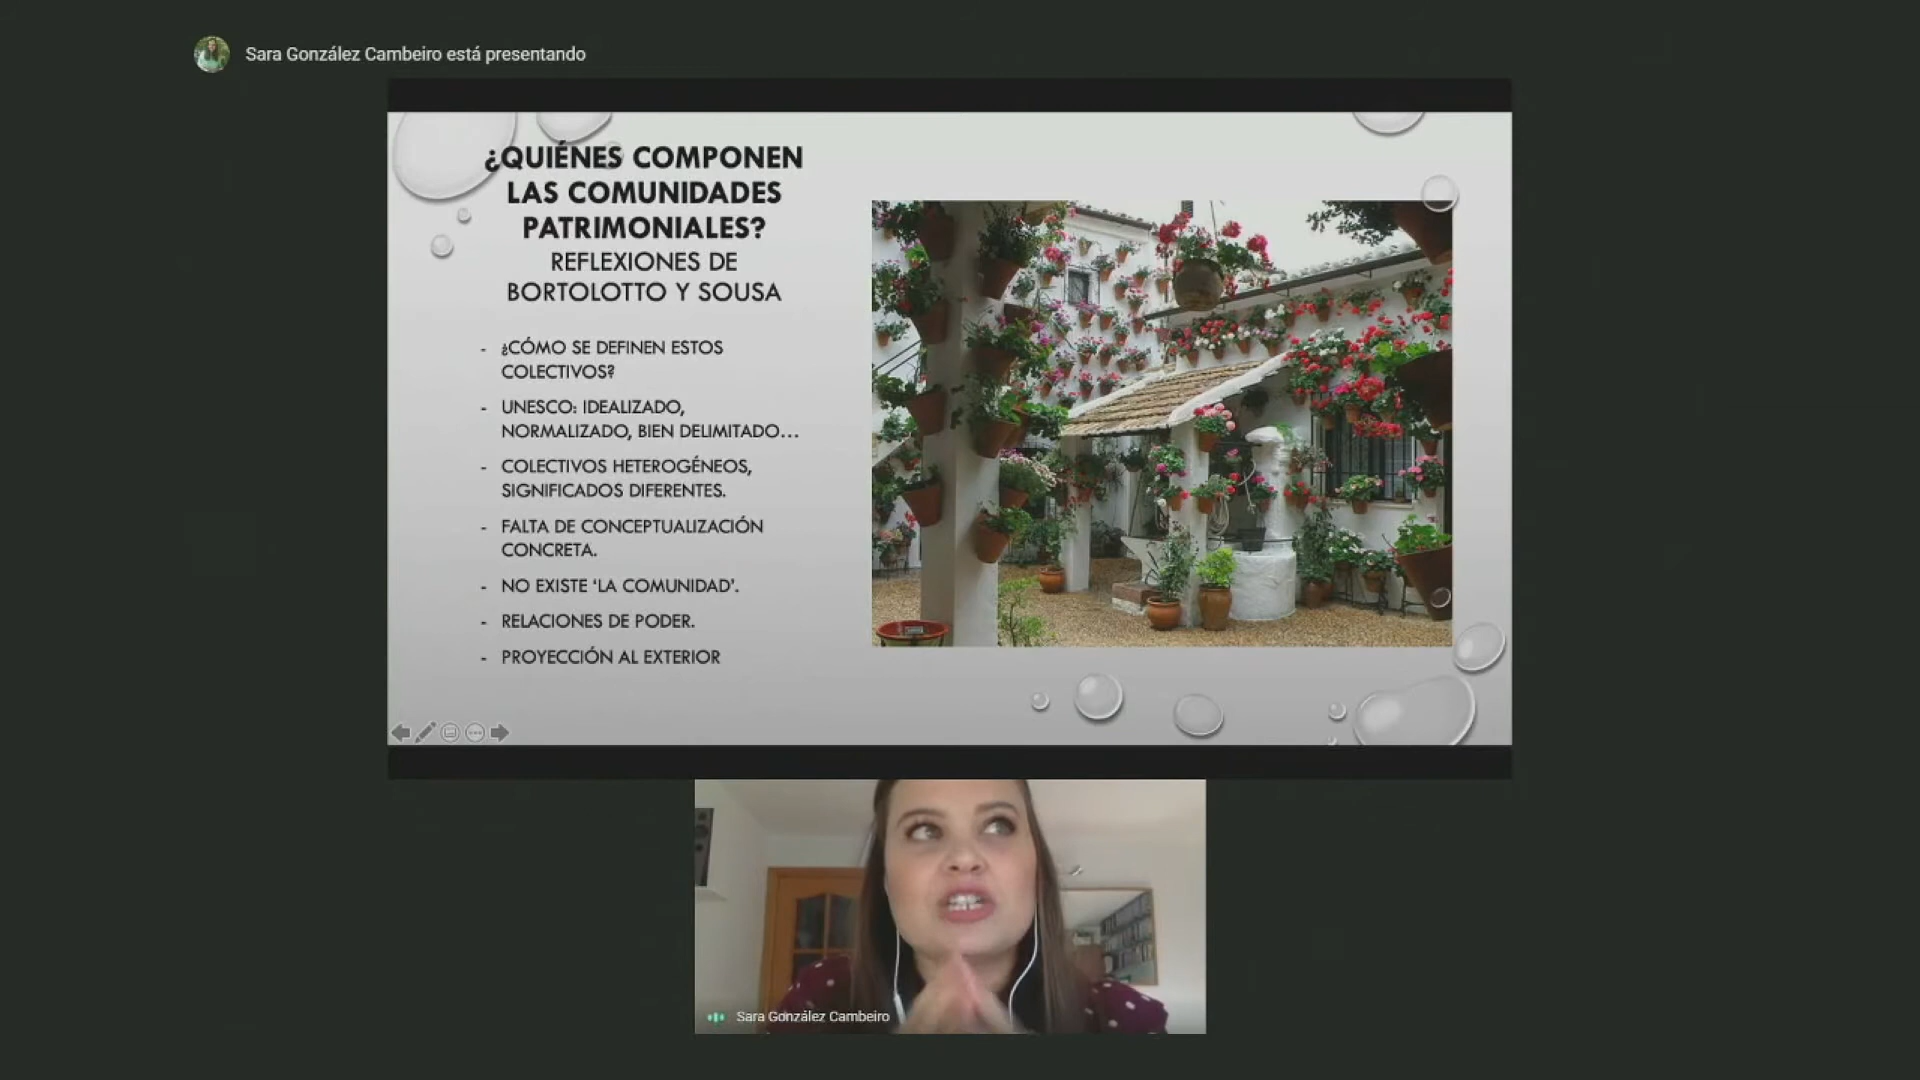 Sara González Cambeiro está presentando
¿QUIÉNES COMPONEN
LAS COMUNIDADES
PATRIMONIALES?
REFLEXIONES DE
BORTOLOTTO Y SOUSA
- ¿CÓMO SE DEFINEN ESTOS
COLECTIVOS?
- UNESCO: IDEALIZADO,
NORMALIZADO, BIEN DELIMITADO...
- COLECTIVOS HETEROGÉNEOS,
SIGNIFICADOS DIFERENTES.
- FALTA DE CONCEPTUALIZACIÓN
CONCRETA.
- NO EXISTE ‘LA COMUNIDAD’.
- RELACIONES DE PODER.
- PROYECCIÓN AL EXTERIOR
Sara González Cambeiro